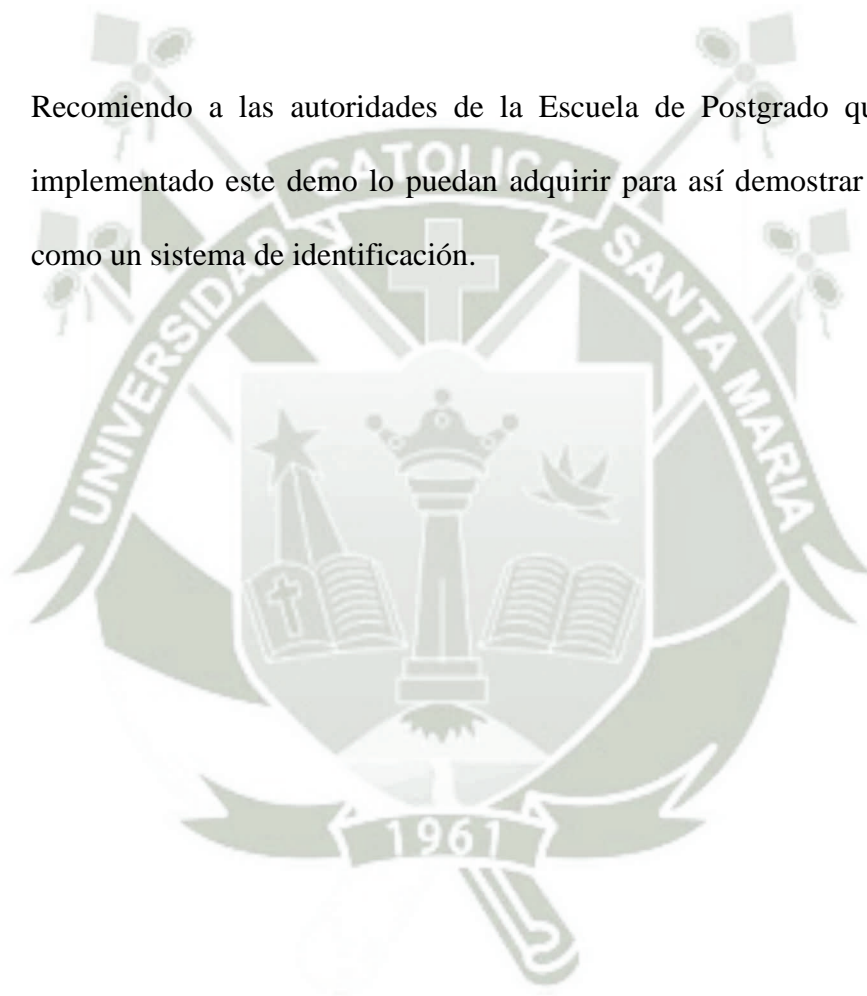 Recomiendo a las autoridades de la Escuela de Postgrado
implementado este demo lo puedan adquirir para así demostrar
como un sistema de identificación.
UNIVERSIDAD CATOLICA SANTA MARIA
1961